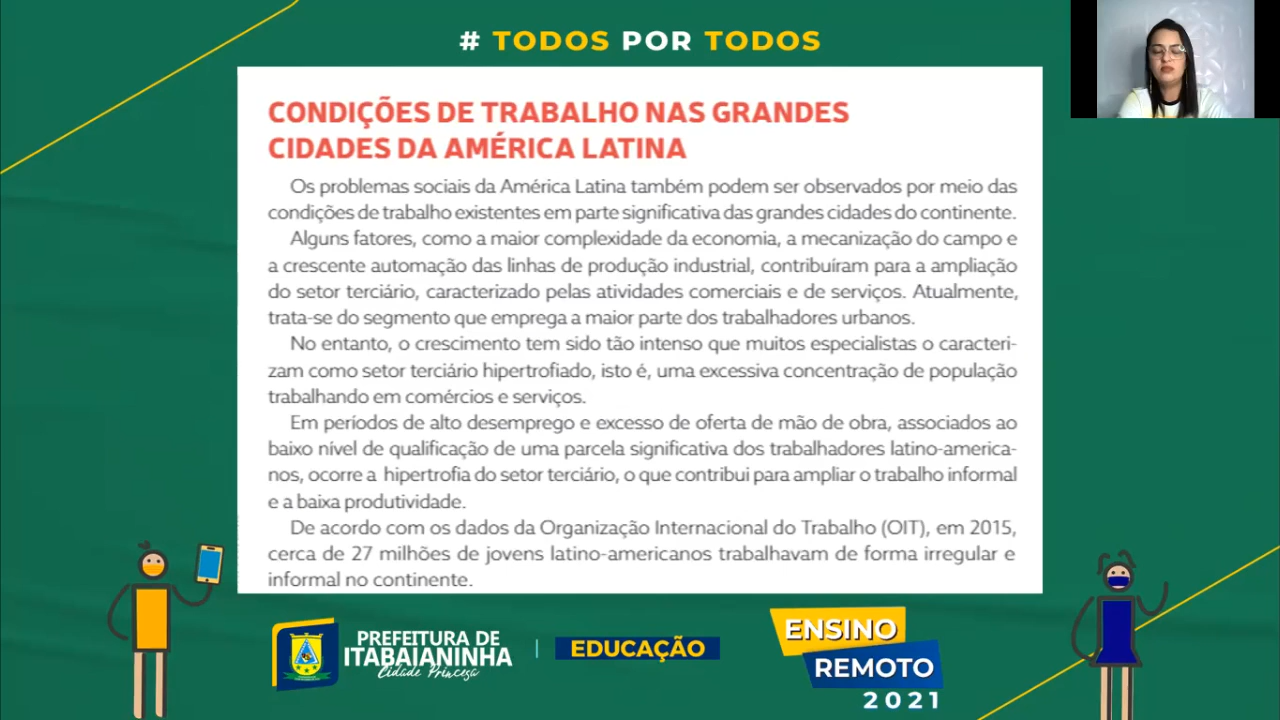 # TODOS POR TODOS
CONDIÇÕES DE TRABALHO NAS GRANDES
CIDADES DA AMÉRICA LATINA
Os problemas sociais da América Latina também podem ser observados por meio das
condições de trabalho existentes em parte significativa das grandes cidades do continente.
Alguns fatores, como a maior complexidade da economia, a mecanização do campo e
a crescente automação das linhas de produção industrial, contribuíram para a ampliação
do setor terciário, caracterizado pelas atividades comerciais e de serviços. Atualmente,
trata-se do segmento que emprega a maior parte dos trabalhadores urbanos.
No entanto, o crescimento tem sido tão intenso que muitos especialistas o caracteri-
zam como setor terciário hipertrofiado, isto é, uma excessiva concentração de população
trabalhando em comércios e serviços.
Em períodos de alto desemprego e excesso de oferta de mão de obra, associados ao
baixo nível de qualificação de uma parcela significativa dos trabalhadores latino-america-
nos, ocorre a hipertrofia do setor terciário, o que contribui para ampliar o trabalho informal
e a baixa produtividade.
De acordo com os dados da Organização Internacional do Trabalho (OIT), em 2015,
cerca de 27 milhões de jovens latino-americanos trabalhavam de forma irregular e
informal no continente.
PREFEITURA DE
ITABAIANINHA
Cidade Princesa
EDUCAÇÃO
ENSINO
REMOTO
2021